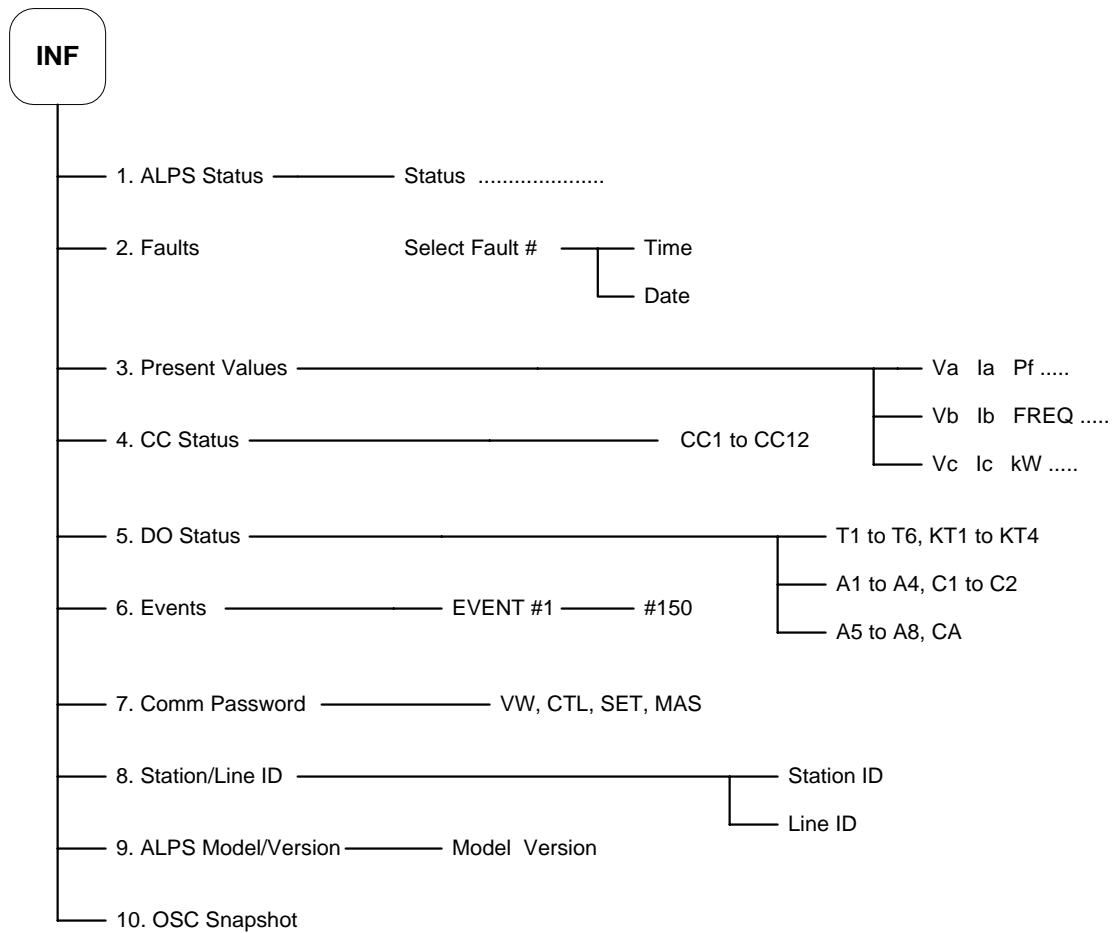 INF
1. ALPS Status Status .....................
2. Faults Select Fault # Time
Date
3. Present Values Va Ia Pf .....
Vb Ib FREQ .....
4. CC Status CC1 to CC12
Vc Ic kW .....
5. DO Status T1 to T6, KT1 to KT4
A1 to A4, C1 to C2
6. Events EVENT #1 #150
A5 to A8, CA
7. Comm Password VW, CTL, SET, MAS
8. Station/Line ID Station ID
Line ID
9. ALPS Model/Version Model Version
10. OSC Snapshot